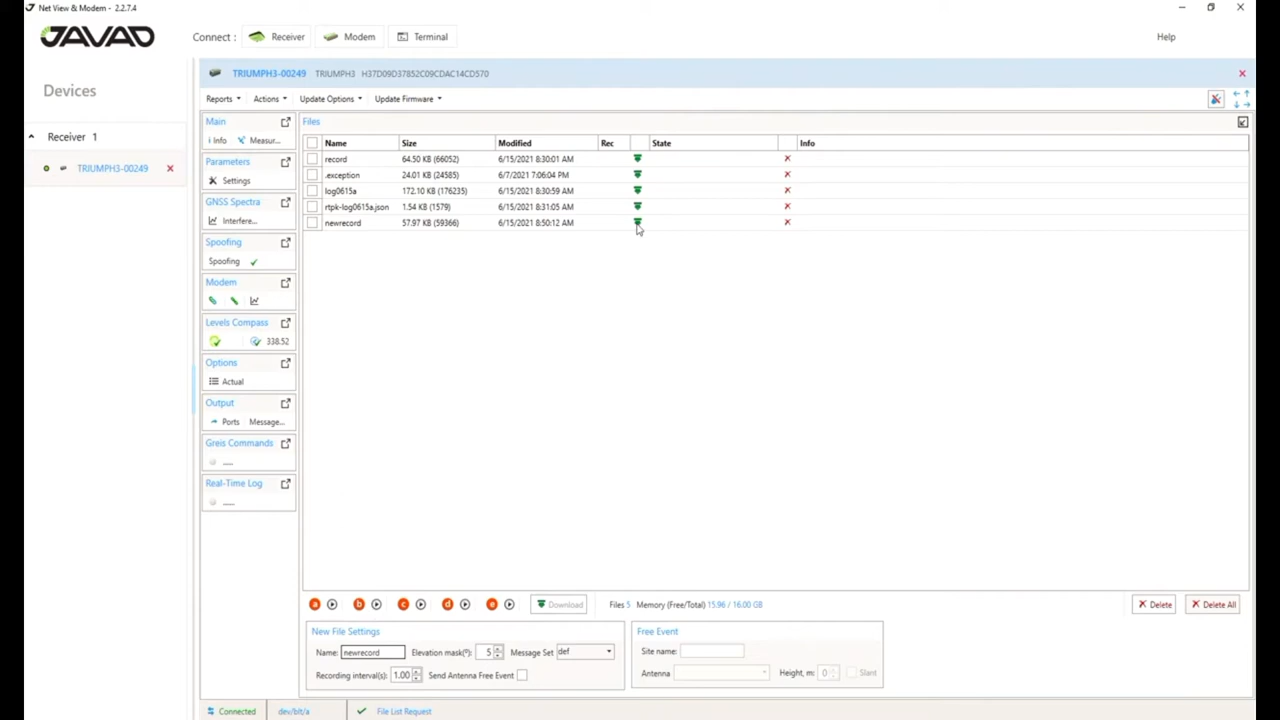 Net View & Modem - 2.2.7.4
JAVAD
Connect :
Receiver
Modem
Terminal
Help
Devices
Receiver 1
TRIUMPH3-00249
TRIUMPH3-00249 TRIUMPH3 H37D09D37852C09CDAC14CD570
Reports Actions Update Options Update Firmware
Main
Info Measur...
Parameters
Settings
GNSS Spectra
Interfere...
Spoofing
Spoofing
Modem
Levels Compass
338.52
Options
Actual
Output
Ports Message...
Greis Commands
......
Real-Time Log
......
Files
Name Size Modified Rec State Info
record 64.50 KB (66052) 6/15/2021 8:30:01 AM
.exception 24.01 KB (24585) 6/7/2021 7:06:04 PM
log0615a 172.10 KB (176235) 6/15/2021 8:30:59 AM
rtpk-log0615a.json 1.54 KB (1579) 6/15/2021 8:31:05 AM
newrecord 57.97 KB (59366) 6/15/2021 8:50:12 AM
a b c d e Download Files 5 Memory (Free/Total) 15.96 / 16.00 GB Delete Delete All
New File Settings
Name: newrecord Elevation mask(°): 5 Message Set def
Recording interval(s): 1.00 Send Antenna Free Event
Free Event
Site name:
Antenna Height, m: 0 Slant
Connected dev/blt/a File List Request